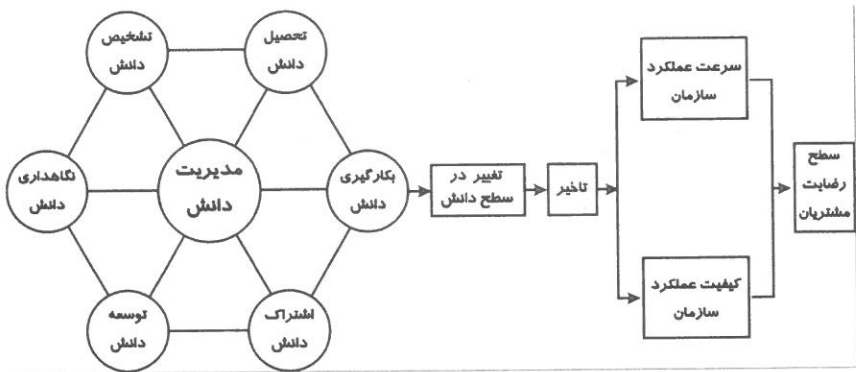 تشخیص
دانش
تحصیل
دانش
نگاهداری
دانش
مدیریت
دانش
بکارگیری
دانش
توسعه
دانش
اشتراک
دانش
تغییر در
سطح دانش
تاخیر
سرعت عملکرد
سازمان
کیفیت عملکرد
سازمان
سطح
رضایت
مشتریان